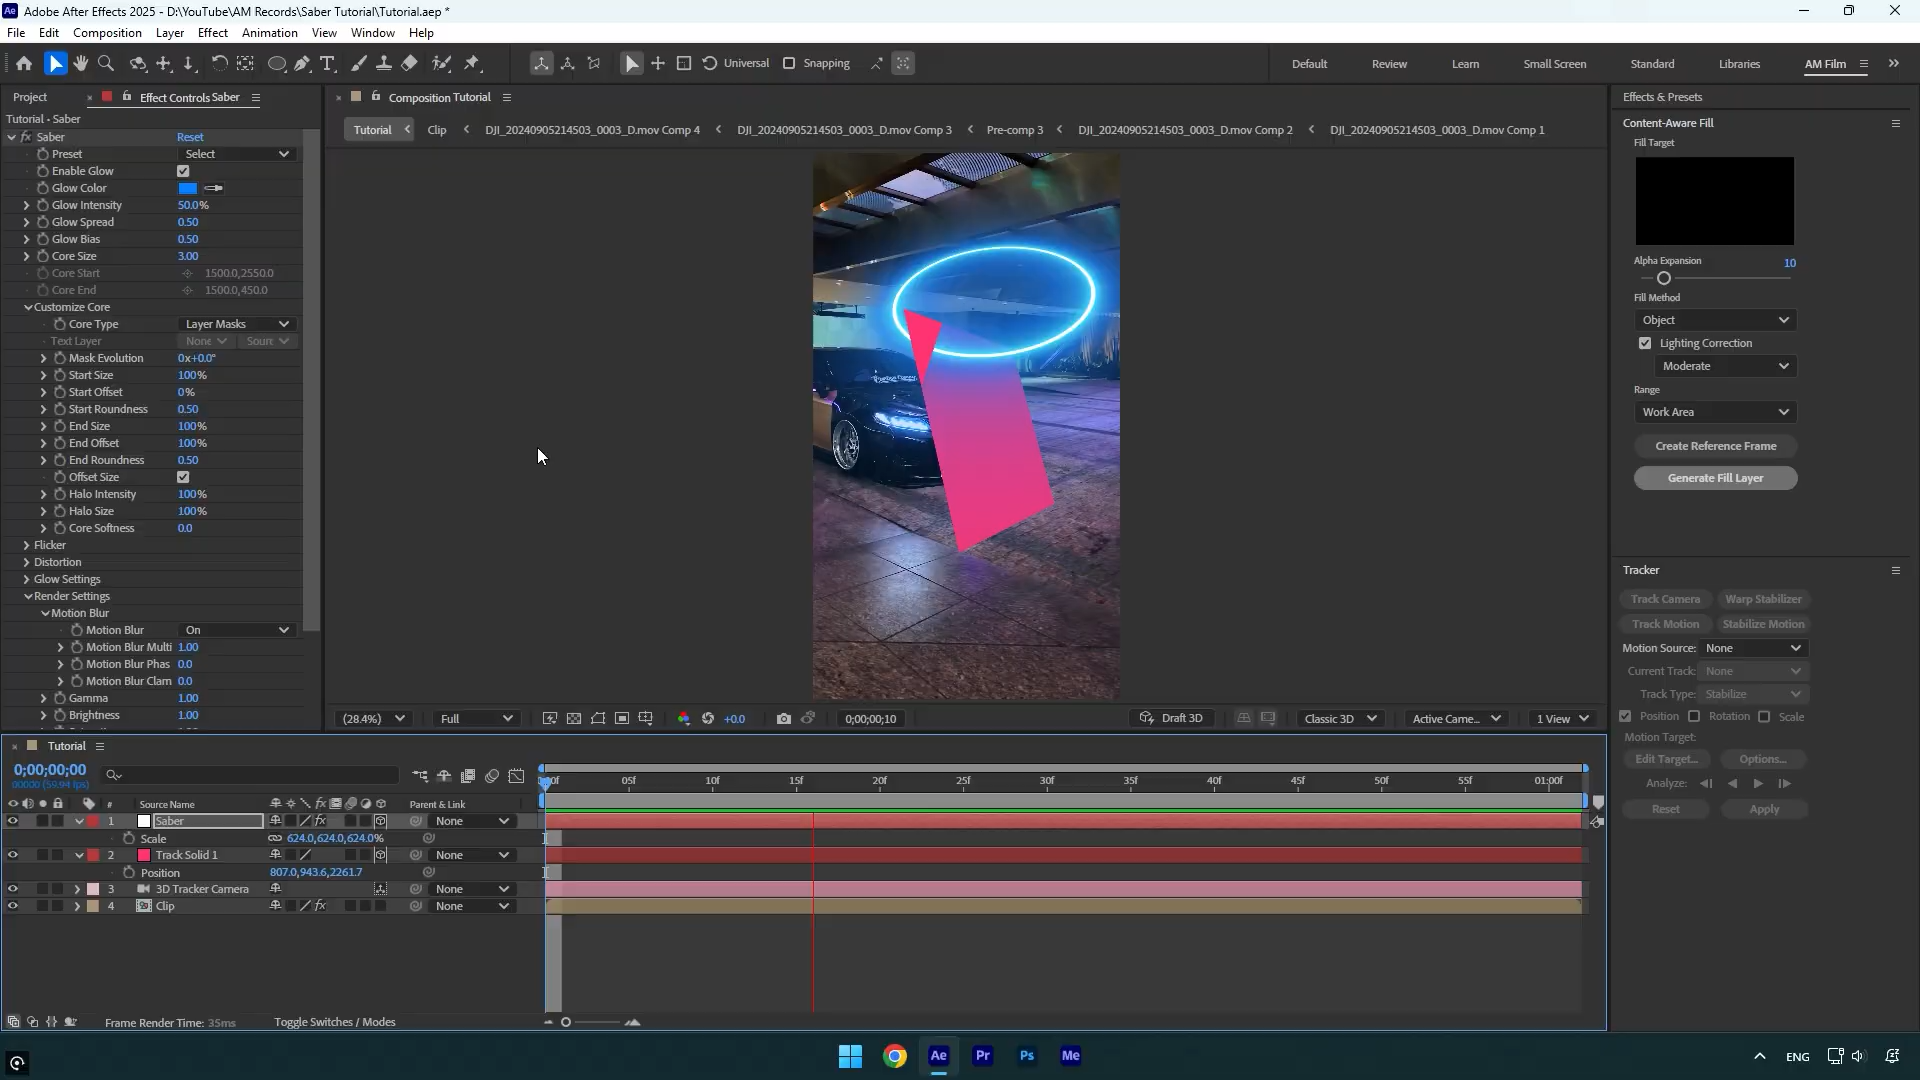 Adobe After Effects 2025 - D:\YouTube\AM Records\Saber Tutorial\Tutorial.aep *
File Edit Composition Layer Effect Animation View Window Help
Universal Snapping Default Review Learn Small Screen Standard Libraries AM Film
Project Effect Controls Saber
Tutorial • Saber
Saber Reset
Preset Select
Enable Glow
Glow Color
Glow Intensity 50.0%
Glow Spread 0.50
Glow Bias 0.50
Core Size 3.00
Core Start 1500.0,2550.0
Core End 1500.0,450.0
Customize Core
Core Type Layer Masks
Text Layer None Sourc
Mask Evolution 0x+0.0°
Start Size 100%
Start Offset 0%
Start Roundness 0.50
End Size 100%
End Offset 100%
End Roundness 0.50
Offset Size
Halo Intensity 100%
Halo Size 100%
Core Softness 0.0
Flicker
Distortion
Glow Settings
Render Settings
Motion Blur
Motion Blur On
Motion Blur Multi 1.00
Motion Blur Phas 0.0
Motion Blur Clam 0.0
Gamma 1.00
Brightness 1.00
Composition Tutorial
Tutorial Clip DJI_20240905214503_0003_D.mov Comp 4 DJI_20240905214503_0003_D.mov Comp 3 Pre-comp 3 DJI_20240905214503_0003_D.mov Comp 2 DJI_20240905214503_0003_D.mov Comp 1
(28.4%) Full +0.0 0;00;00;10 Draft 3D Classic 3D Active Came... 1 View
Effects & Presets
Content-Aware Fill
Fill Target
Alpha Expansion 10
Fill Method
Object
Lighting Correction
Moderate
Range
Work Area
Create Reference Frame
Generate Fill Layer
Tracker
Track Camera Warp Stabilizer
Track Motion Stabilize Motion
Motion Source: None
Current Track: None
Track Type: Stabilize
Position Rotation Scale
Motion Target:
Edit Target... Options...
Analyze:
Reset Apply
Tutorial
0;00;00;00
00000 (59.94 fps)
05f 10f 15f 20f 25f 30f 35f 40f 45f 50f 55f 01:00f
# Source Name Parent & Link
1 Saber None
Scale 624.0,624.0,624.0%
2 Track Solid 1 None
Position 807.0,943.6,2261.7
3 3D Tracker Camera None
4 Clip None
Frame Render Time: 35ms Toggle Switches / Modes
Ae Pr Ps Me ENG